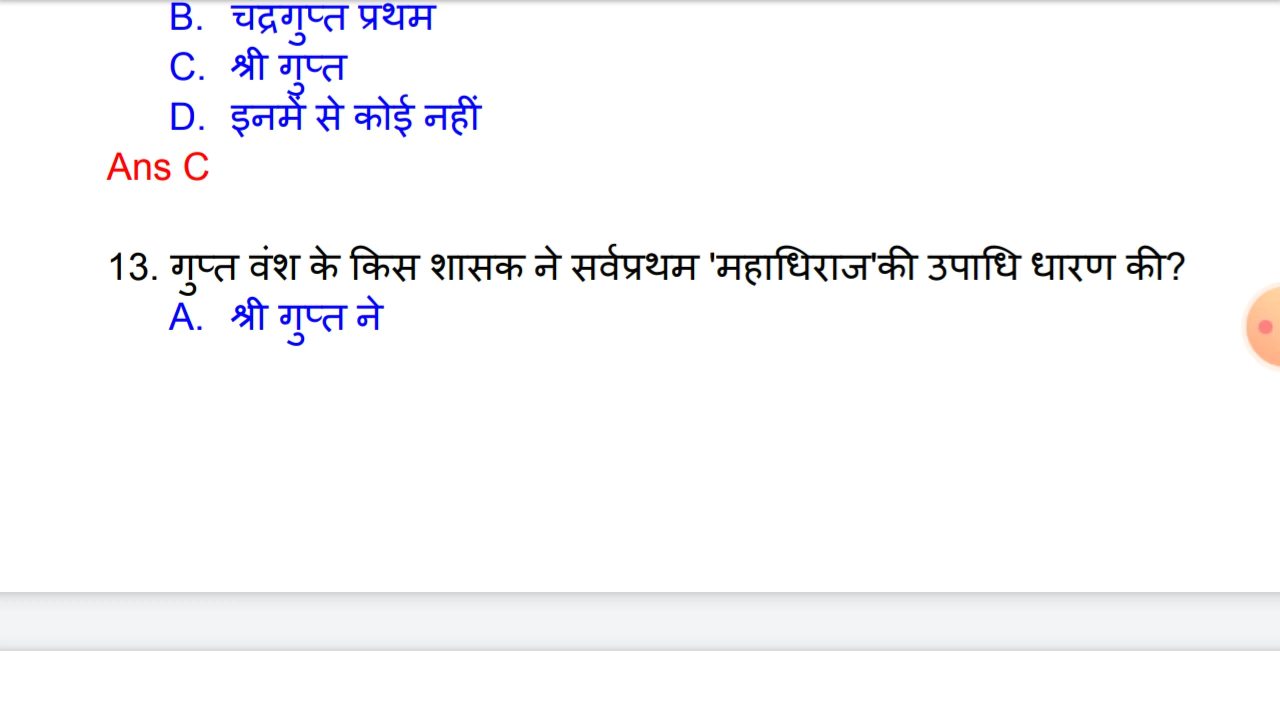 B. चद्रगुप्त प्रथम
C. श्री गुप्त
D. इनमें से कोई नहीं
Ans C
13. गुप्त वंश के किस शासक ने सर्वप्रथम 'महाधिराज'की उपाधि धारण की?
A. श्री गुप्त ने